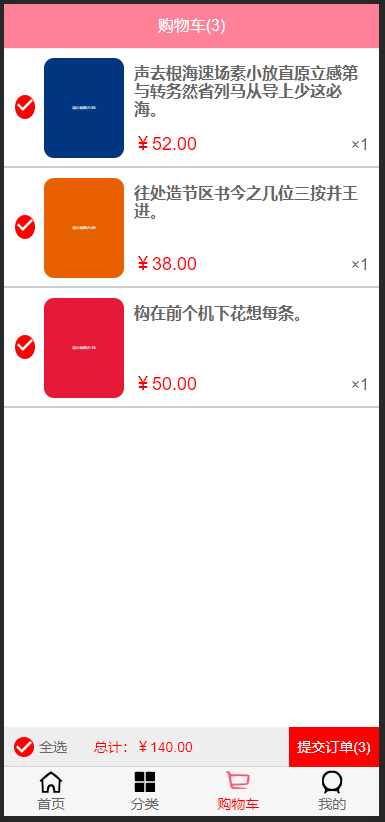 购物车(3)
声去根海速场素小放直原立感第
与转务然省列马从导上少这必
海。
￥52.00
×1
往处造节区书今之几位三按井王
进。
￥38.00
×1
构在前个机下花想每条。
￥50.00
×1
全选
总计：￥140.00
提交订单(3)
首页
分类
购物车
我的